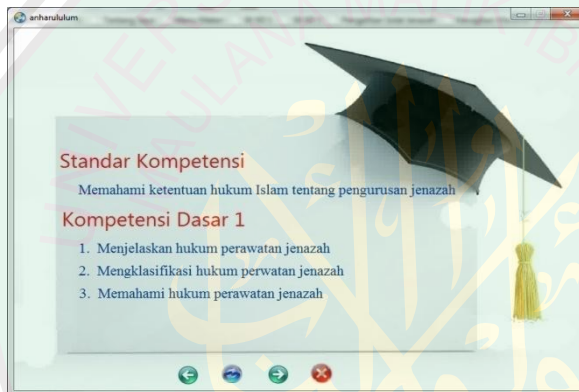 anharululum
Standar Kompetensi
Memahami ketentuan hukum Islam tentang pengurusan jenazah
Kompetensi Dasar 1
1. Menjelaskan hukum perawatan jenazah
2. Mengklasifikasi hukum perwatan jenazah
3. Memahami hukum perawatan jenazah